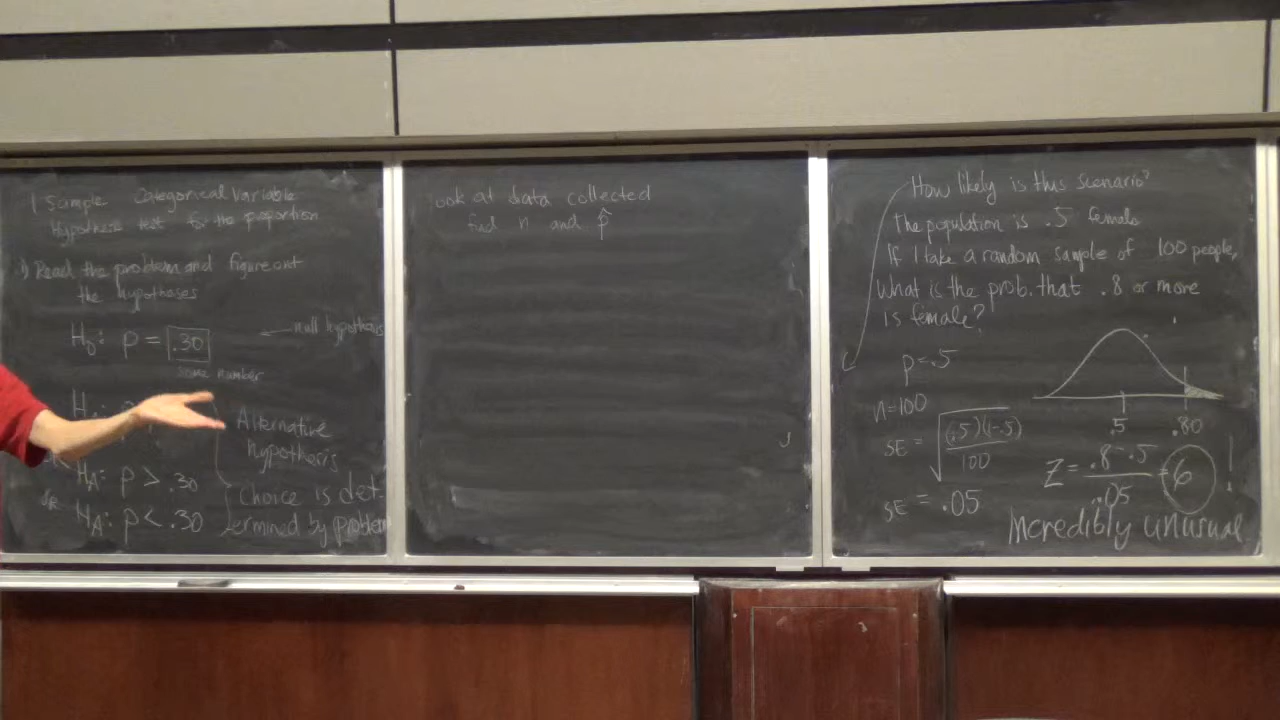 1 Sample Categorical Variable
Hypothesis test for the proportion
1) Read the problem and figure out
the hypotheses
H₀: p = .30
null hypothesis
some number
Alternative
hypothesis
H_A: p > .30
OR
H_A: p < .30
Choice is det-
ermined by problem
look at data collected
find n and p̂
How likely is this scenario?
The population is .5 female
If I take a random sample of 100 people,
What is the prob. that .8 or more
is female?
p = .5
n = 100
SE = √((.5)(1-.5)/100)
SE = .05
.5 .80
Z = (.8 - .5)/.05 = 6 !
Incredibly unusual